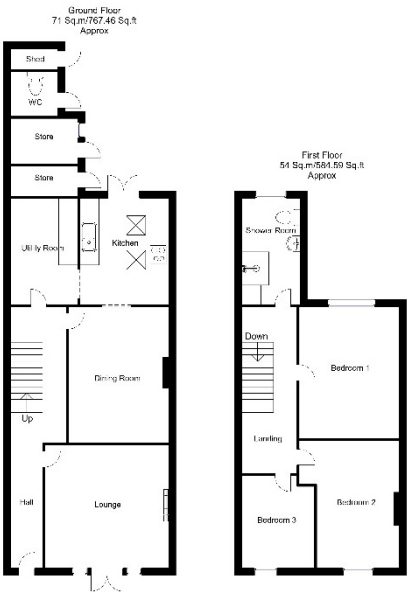 Ground Floor
71 Sq.m/767.46 Sq.ft
Approx
Shed
WC
Store
Store
Utility Room
Kitchen
Dining Room
Up
Hall
Lounge
First Floor
54 Sq.m/584.59 Sq.ft
Approx
Shower Room
Down
Bedroom 1
Landing
Bedroom 2
Bedroom 3